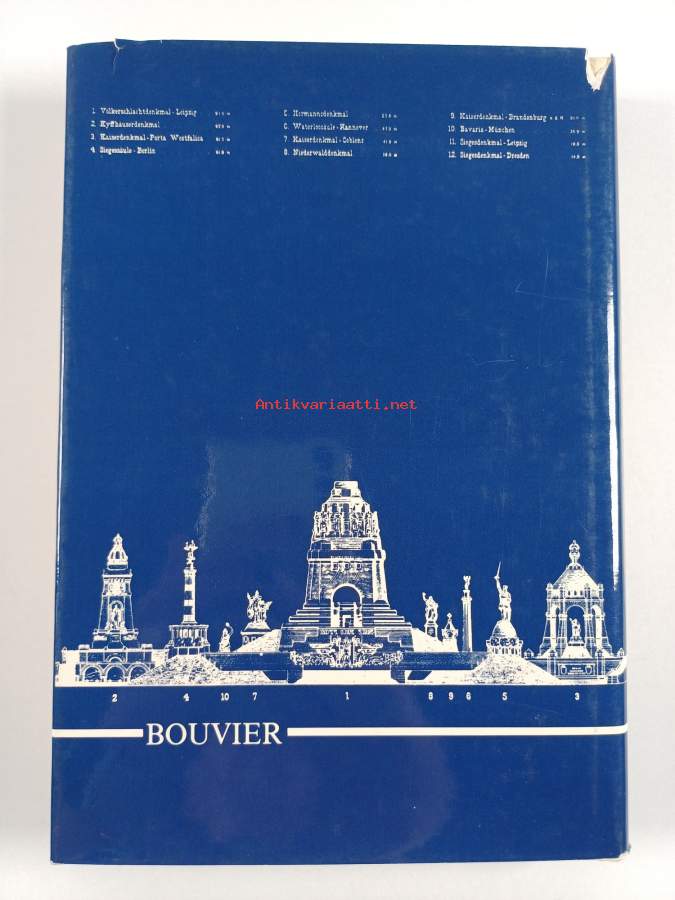 1. Völkerschlachtdenkmal - Leipzig
2. Kyffhäuserdenkmal
3. Kaiserdenkmal - Porta Westfalica
4. Siegessäule - Berlin
5. Hermannsdenkmal
6. Waterloosäule - Hannover
7. Kaiserdenkmal - Coblenz
8. Niederwalddenkmal
9. Kaiserdenkmal - Brandenburg
10. Bavaria - München
11. Siegesdenkmal - Leipzig
12. Siegesdenkmal - Dresden
Antikvariaatti.net
2 4 10 7 1 8 9 6 5 3
BOUVIER